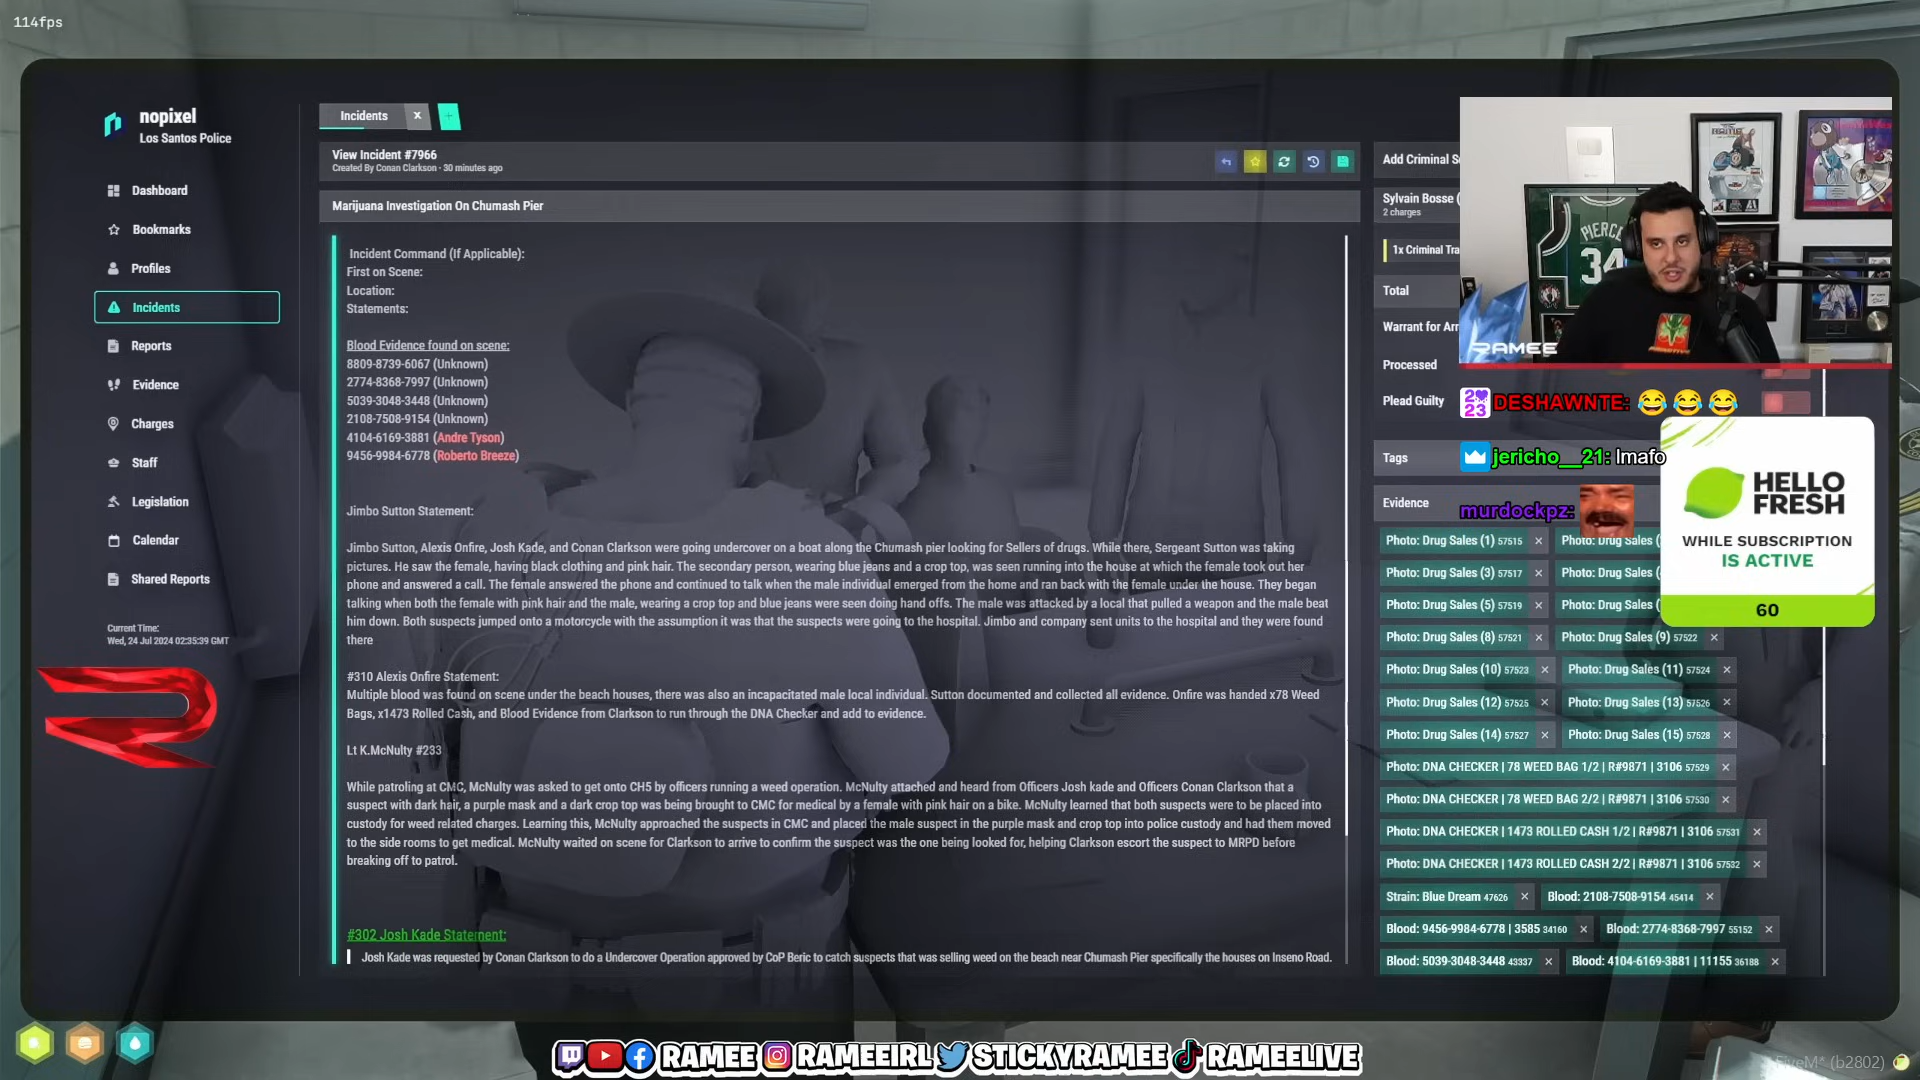 114fps
nopixel
Los Santos Police
Dashboard
Bookmarks
Profiles
Incidents
Reports
Evidence
Charges
Staff
Legislation
Calendar
Shared Reports
Current Time:
Wed, 24 Jul 2024 02:35:39 GMT
Incidents x +
View Incident #7966
Created By Conan Clarkson - 30 minutes ago
Marijuana Investigation On Chumash Pier
Incident Command (If Applicable):
First on Scene:
Location:
Statements:
Blood Evidence found on scene:
8809-8739-6067 (Unknown)
2774-8368-7997 (Unknown)
5039-3048-3448 (Unknown)
2108-7508-9154 (Unknown)
4104-6169-3881 (Andre Tyson)
9456-9984-6778 (Roberto Breeze)
Jimbo Sutton Statement:
Jimbo Sutton, Alexis Onfire, Josh Kade, and Conan Clarkson were going undercover on a boat along the Chumash pier looking for Sellers of drugs. While there, Sergeant Sutton was taking
pictures. He saw the female, having black clothing and pink hair. The secondary person, wearing blue jeans and a crop top, was seen running into the house at which the female took out her
phone and answered a call. The female answered the phone and continued to talk when the male individual emerged from the home and ran back with the female under the house. They began
talking when both the female with pink hair and the male, wearing a crop top and blue jeans were seen doing hand offs. The male was attacked by a local that pulled a weapon and the male beat
him down. Both suspects jumped onto a motorcycle with the assumption it was that the suspects were going to the hospital. Jimbo and company sent units to the hospital and they were found
there
#310 Alexis Onfire Statement:
Multiple blood was found on scene under the beach houses, there was also an incapacitated male local individual. Sutton documented and collected all evidence. Onfire was handed x78 Weed
Bags, x1473 Rolled Cash, and Blood Evidence from Clarkson to run through the DNA Checker and add to evidence.
Lt K.McNulty #233
While patroling at CMC, McNulty was asked to get onto CH5 by officers running a weed operation. McNulty attached and heard from Officers Josh kade and Officers Conan Clarkson that a
suspect with dark hair, a purple mask and a dark crop top was being brought to CMC for medical by a female with pink hair on a bike. McNulty learned that both suspects were to be placed into
custody for weed related charges. Learning this, McNulty approached the suspects in CMC and placed the male suspect in the purple mask and crop top into police custody and had them moved
to the side rooms to get medical. McNulty waited on scene for Clarkson to arrive to confirm the suspect was the one being looked for, helping Clarkson escort the suspect to MRPD before
breaking off to patrol.
#302 Josh Kade Statement:
Josh Kade was requested by Conan Clarkson to do a Undercover Operation approved by CoP Beric to catch suspects that was selling weed on the beach near Chumash Pier specifically the houses on Inseno Road.
Add Criminal S
Sylvain Bosse (
2 charges
1x Criminal Tra
Total
Warrant for Arr
Processed
Plead Guilty
Tags
Evidence
PIERCE
34
RAMEE
2023 DESHAWNTE:
jericho__21: lmafo
murdockpz:
HELLO
FRESH
WHILE SUBSCRIPTION
IS ACTIVE
60
Photo: Drug Sales (1) 57515 × Photo: Drug Sales (
Photo: Drug Sales (3) 57517 × Photo: Drug Sales (
Photo: Drug Sales (5) 57519 × Photo: Drug Sales (
Photo: Drug Sales (8) 57521 × Photo: Drug Sales (9) 57522 ×
Photo: Drug Sales (10) 57523 × Photo: Drug Sales (11) 57524 ×
Photo: Drug Sales (12) 57525 × Photo: Drug Sales (13) 57526 ×
Photo: Drug Sales (14) 57527 × Photo: Drug Sales (15) 57528 ×
Photo: DNA CHECKER | 78 WEED BAG 1/2 | R#9871 | 3106 57529 ×
Photo: DNA CHECKER | 78 WEED BAG 2/2 | R#9871 | 3106 57530 ×
Photo: DNA CHECKER | 1473 ROLLED CASH 1/2 | R#9871 | 3106 57531 ×
Photo: DNA CHECKER | 1473 ROLLED CASH 2/2 | R#9871 | 3106 57532 ×
Strain: Blue Dream 47626 × Blood: 2108-7508-9154 45414 ×
Blood: 9456-9984-6778 | 3585 34160 × Blood: 2774-8368-7997 55152 ×
Blood: 5039-3048-3448 43337 × Blood: 4104-6169-3881 | 11155 36188 ×
RAMEE RAMEEIRL STICKYRAMEE RAMEELIVE
FiveM* (b2802)